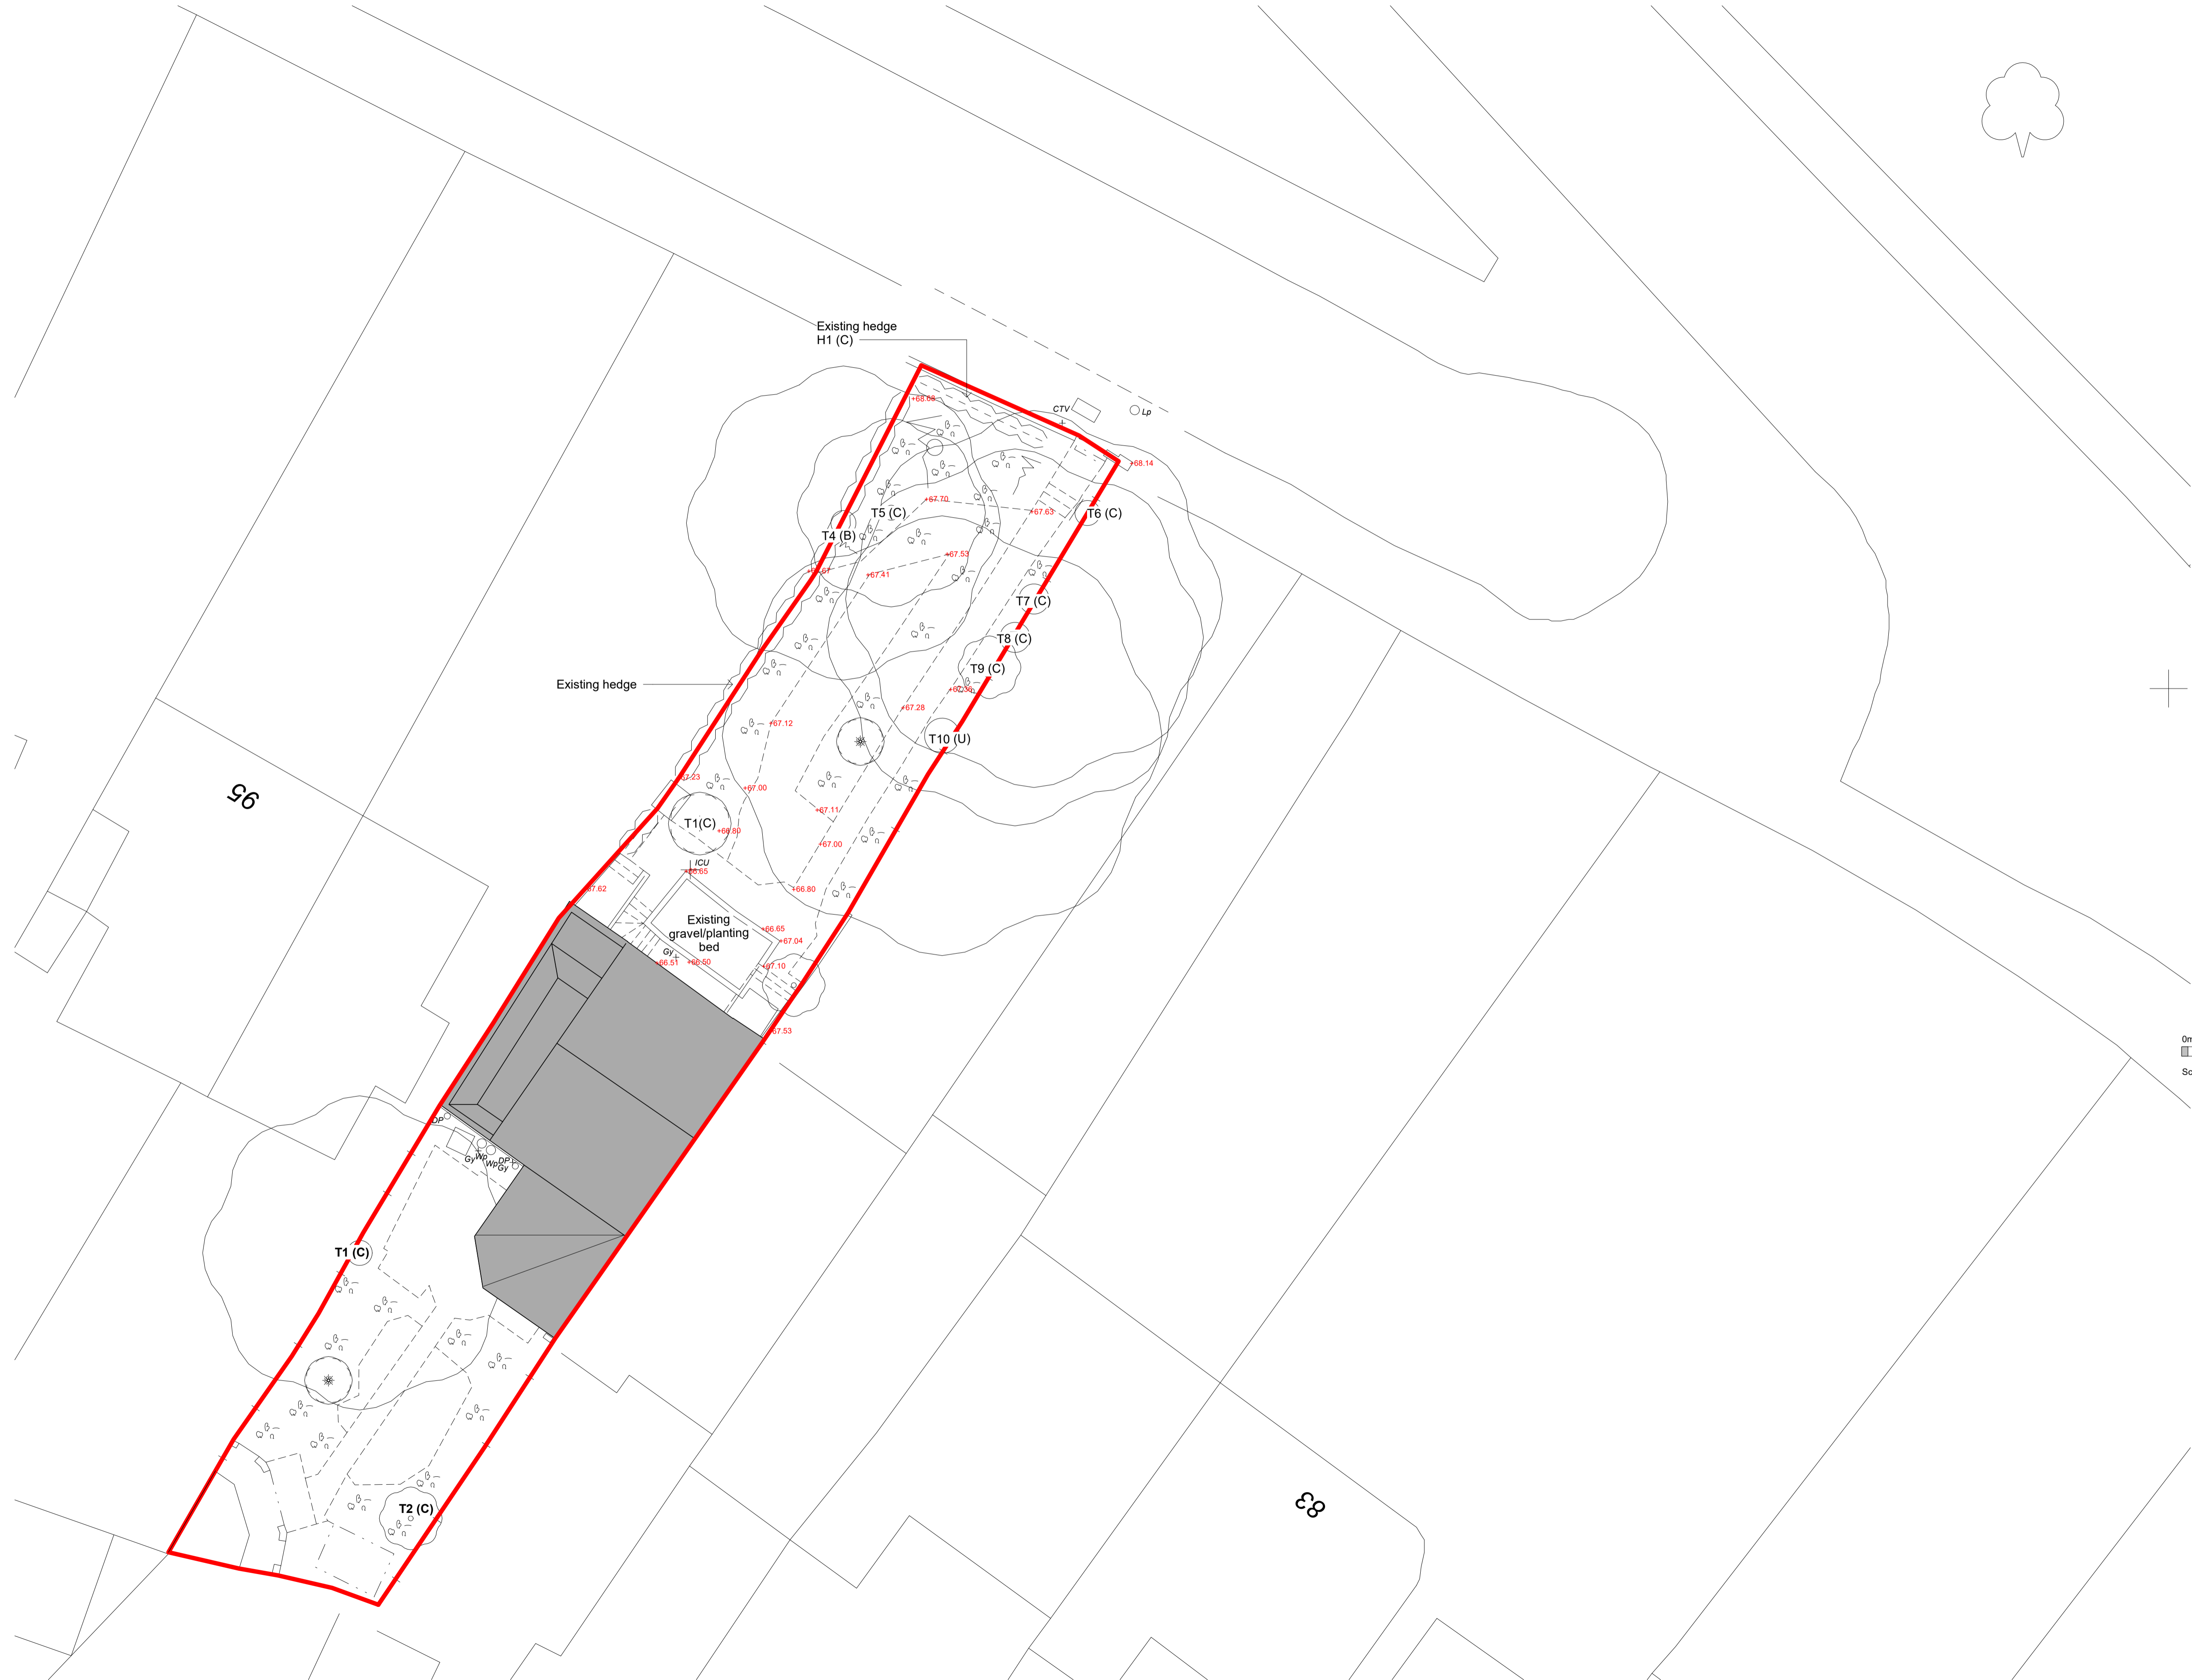 Existing hedge
H1 (C)
CTV
Lp
+68.68
+68.14
+67.70
T5 (C)
+67.63
T6 (C)
T4 (B)
+67.53
+67.41
T7 (C)
T8 (C)
T9 (C)
Existing hedge
+67.28
+67.12
T10 (U)
+67.23
+67.00
95
+67.11
T1(C)
+66.80
+67.00
ICU
+66.65
+67.62
+66.80
Existing
gravel/planting
bed
+66.65
+67.04
Gy
+66.51
+66.50
+67.10
+67.53
0m
DP
Gy
Wp
Wp
DP
Gy
T1 (C)
83
T2 (C)